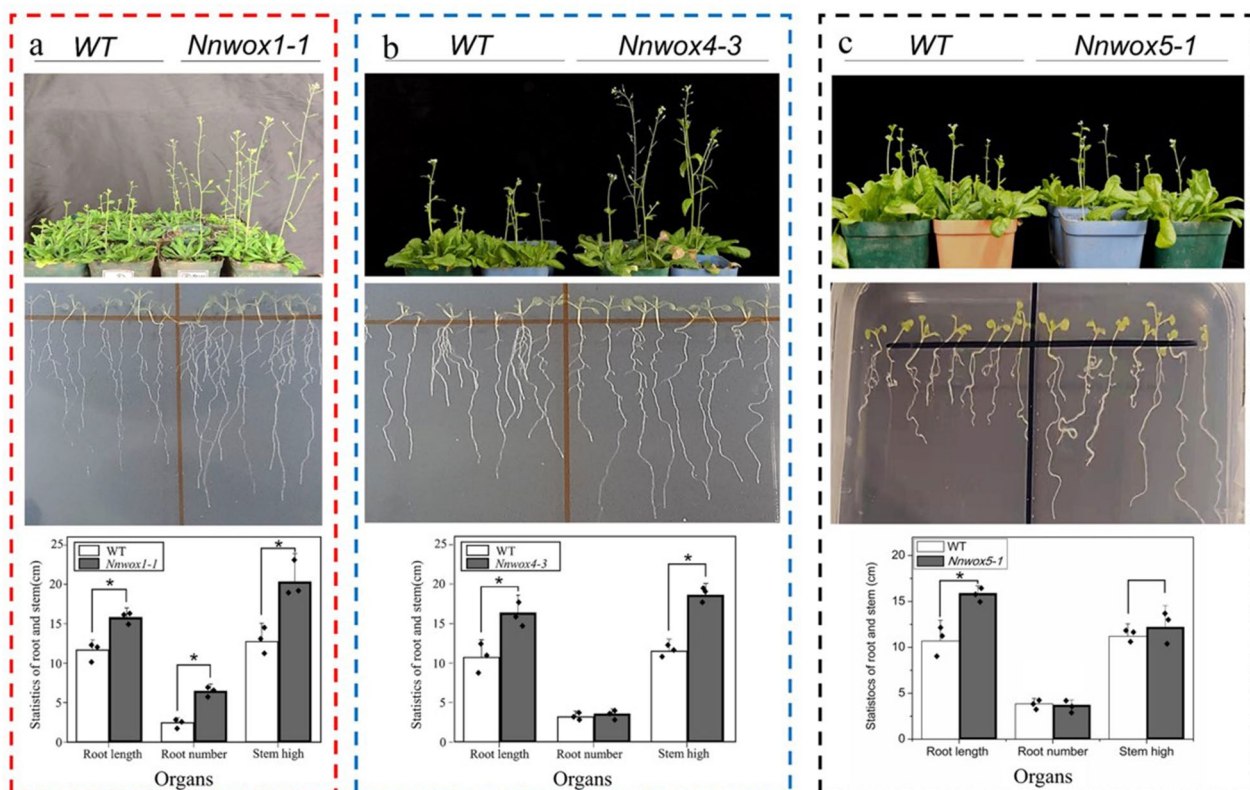 a
WT
Nnwox1-1
25
20
15
10
5
0
Statistics of root and stem(cm)
WT
Nnwox1-1
*
*
*
Root length
Root number
Stem high
Organs
b
WT
Nnwox4-3
25
20
15
10
5
0
Statistics of root and stem(cm)
WT
Nnwox4-3
*
*
Root length
Root number
Stem high
Organs
c
WT
Nnwox5-1
20
15
10
5
0
Statistocs of root and stem (cm)
WT
Nnwox5-1
*
Root length
Root number
Stem high
Organs